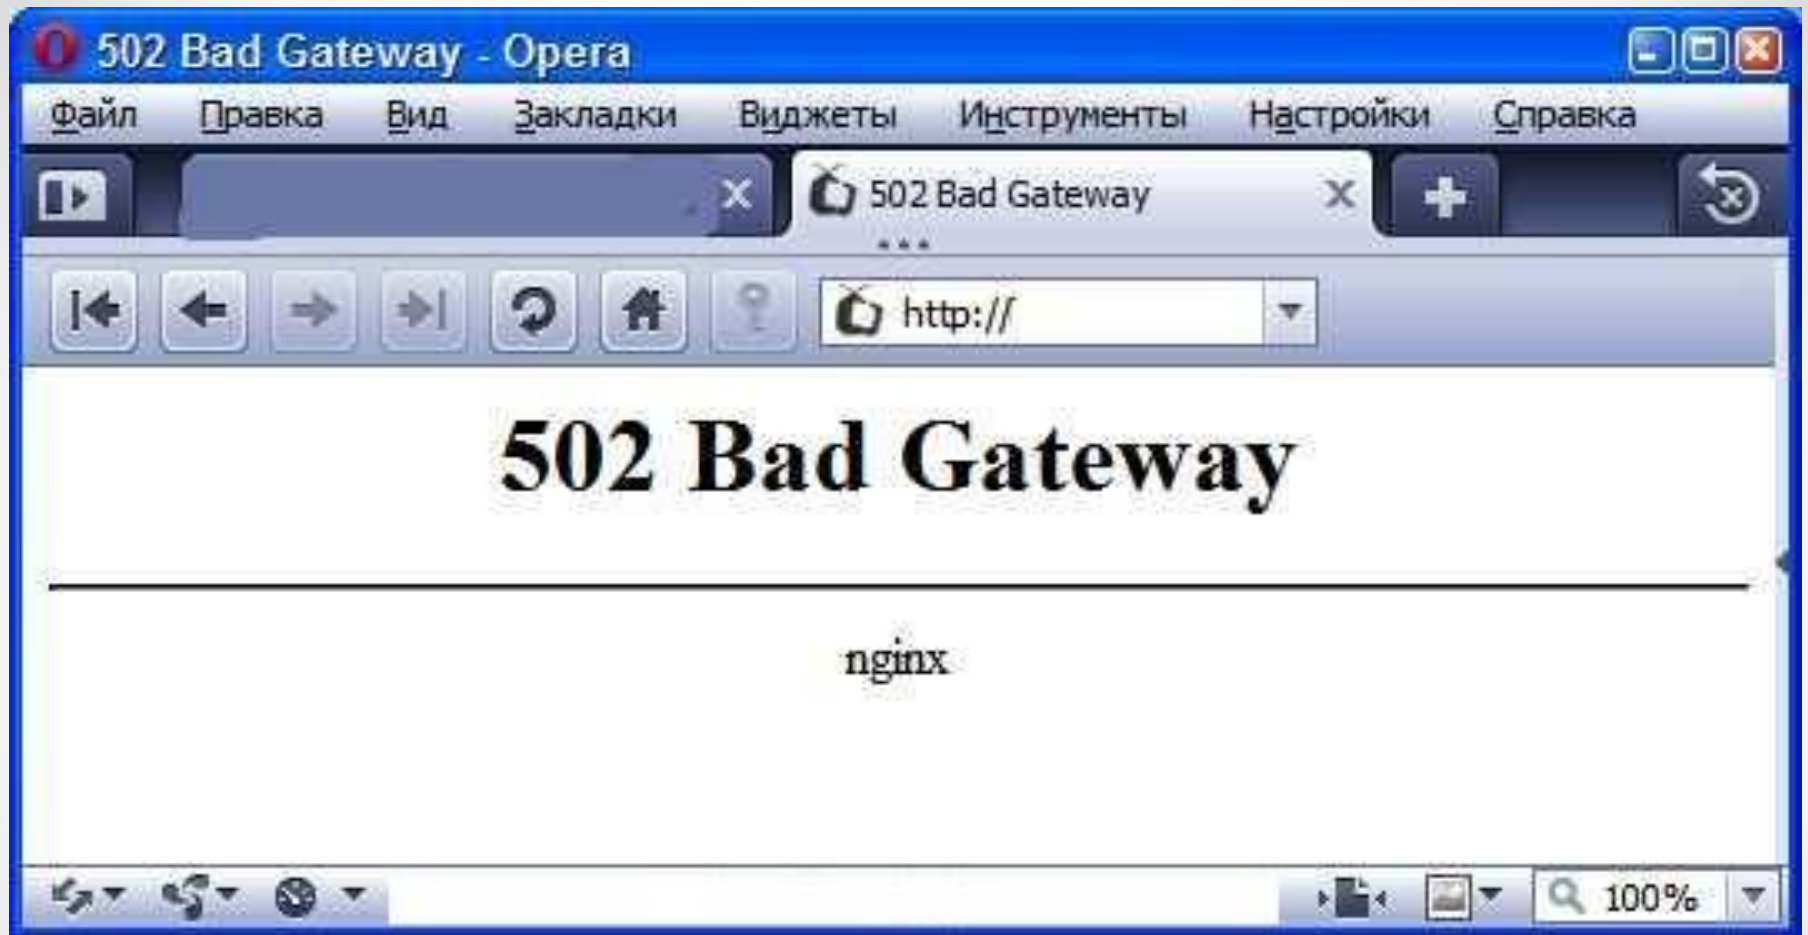 502 Bad Gateway - Opera
Файл Правка Вид Закладки Виджеты Инструменты Настройки Справка
502 Bad Gateway
http://
502 Bad Gateway
nginx
100%